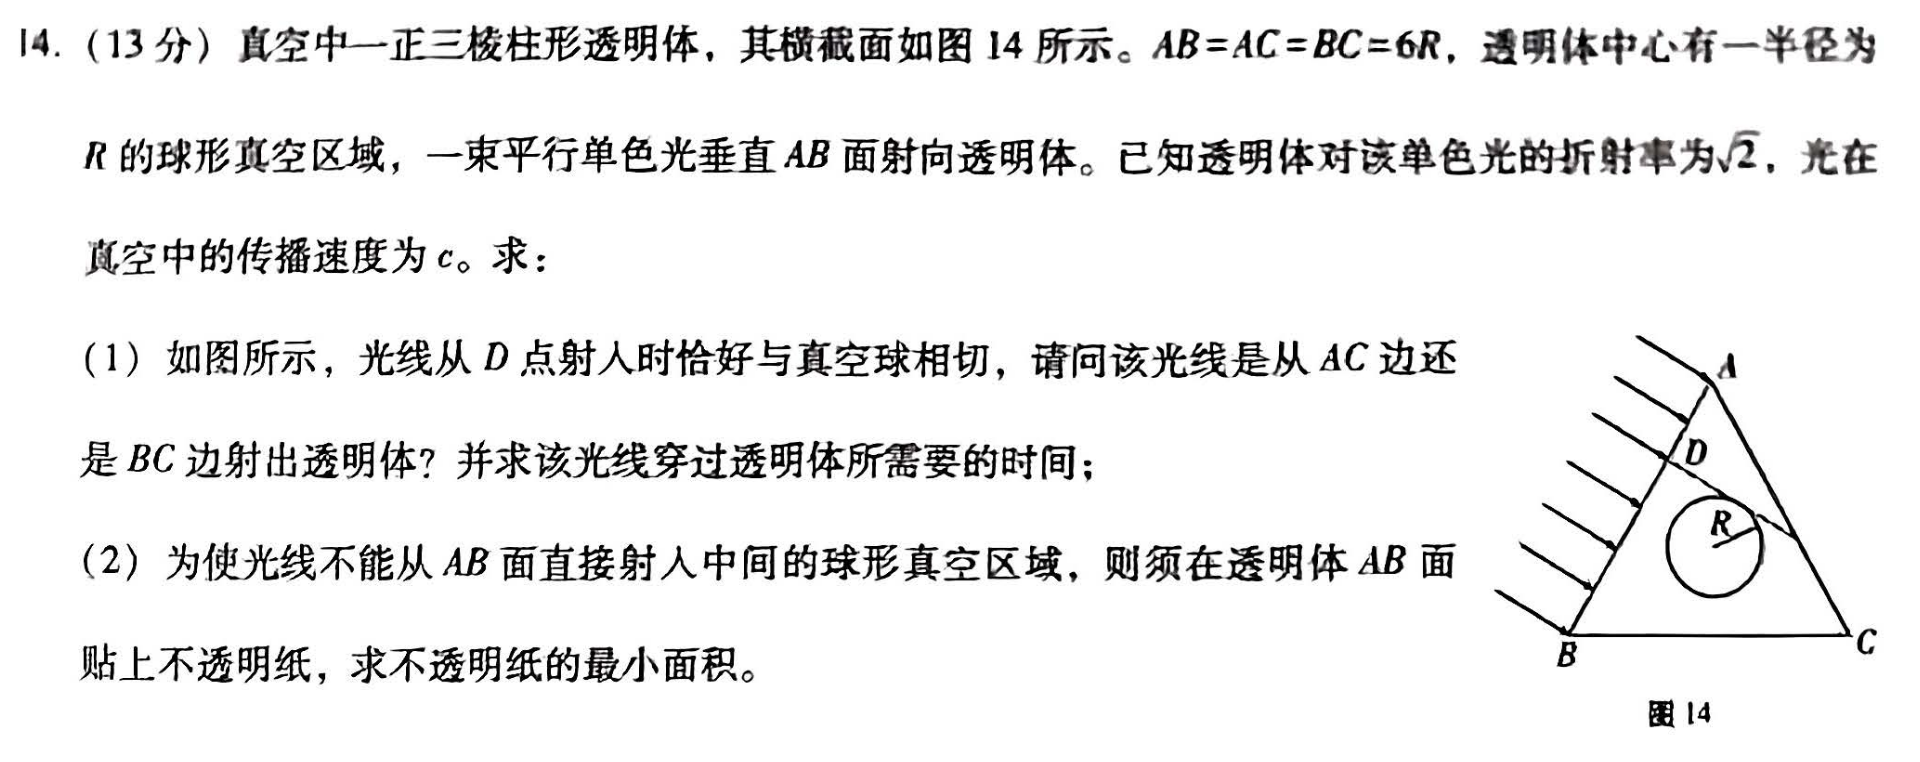 14.（13分）真空中一正三棱柱形透明体，其横截面如图 14 所示。AB=AC=BC=6R，透明体中心有一半径为
R 的球形真空区域，一束平行单色光垂直 AB 面射向透明体。已知透明体对该单色光的折射率为√2，光在
真空中的传播速度为 c。求：
（1）如图所示，光线从 D 点射入时恰好与真空球相切，请问该光线是从 AC 边还
是 BC 边射出透明体？并求该光线穿过透明体所需要的时间；
（2）为使光线不能从 AB 面直接射入中间的球形真空区域，则须在透明体 AB 面
贴上不透明纸，求不透明纸的最小面积。
A
D
R
B
C
图 14